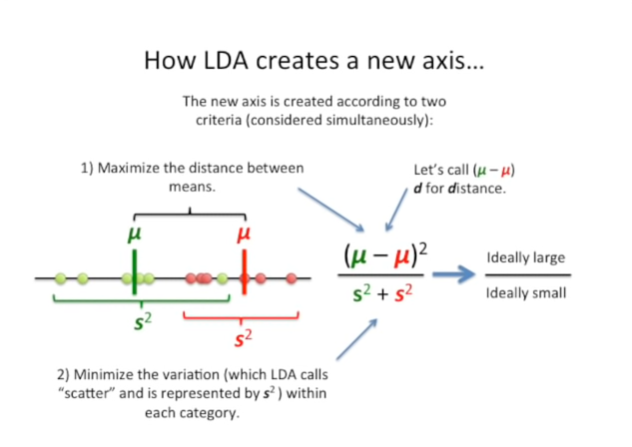 How LDA creates a new axis...
The new axis is created according to two
criteria (considered simultaneously):
1) Maximize the distance between
means.
Let's call (μ – μ)
d for distance.
μ
μ
(μ – μ)²
s² + s²
Ideally large
Ideally small
s²
s²
2) Minimize the variation (which LDA calls
"scatter" and is represented by s² ) within
each category.